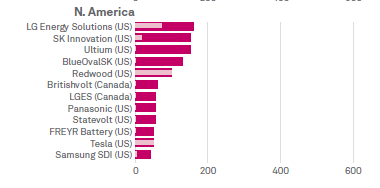 N. America
LG Energy Solutions (US)
SK Innovation (US)
Ultium (US)
BlueOvalSK (US)
Redwood (US)
Britishvolt (Canada)
LGES (Canada)
Panasonic (US)
Statevolt (US)
FREYR Battery (US)
Tesla (US)
Samsung SDI (US)
0 200 400 600